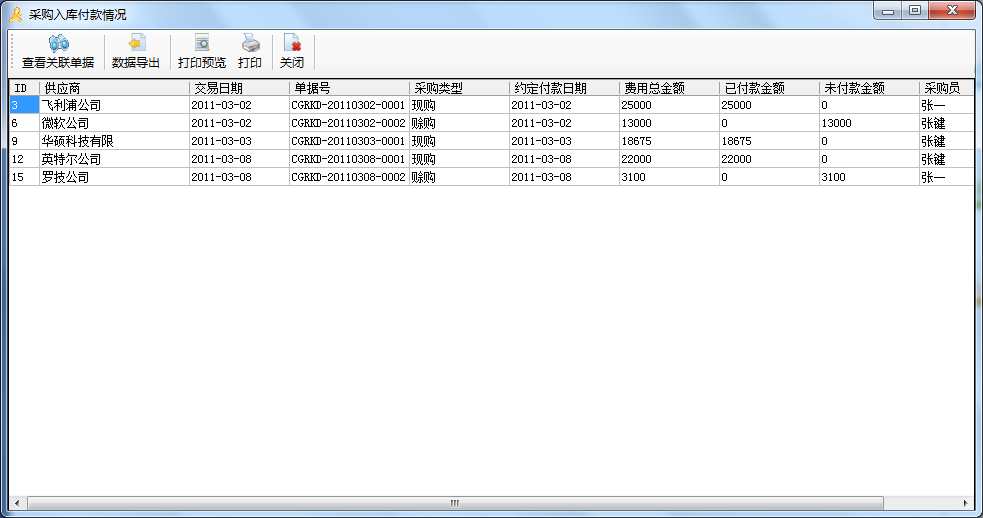 采购入库付款情况
查看关联单据 数据导出 打印预览 打印 关闭
ID 供应商 交易日期 单据号 采购类型 约定付款日期 费用总金额 已付款金额 未付款金额 采购员
3 飞利浦公司 2011-03-02 CGRKD-20110302-0001 现购 2011-03-02 25000 25000 0 张一
6 微软公司 2011-03-02 CGRKD-20110302-0002 赊购 2011-03-02 13000 0 13000 张键
9 华硕科技有限 2011-03-03 CGRKD-20110303-0001 现购 2011-03-03 18675 18675 0 张键
12 英特尔公司 2011-03-08 CGRKD-20110308-0001 现购 2011-03-08 22000 22000 0 张键
15 罗技公司 2011-03-08 CGRKD-20110308-0002 赊购 2011-03-08 3100 0 3100 张一